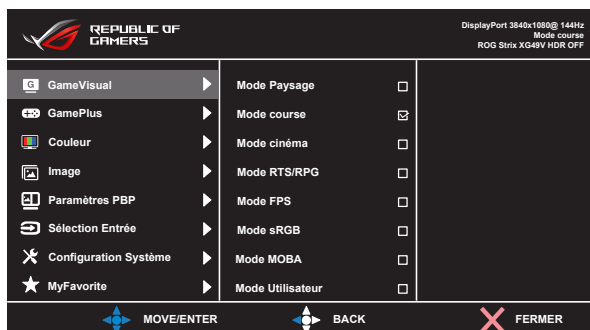 REPUBLIC OF
GAMERS
DisplayPort 3840x1080@ 144Hz
Mode course
ROG Strix XG49V HDR OFF
G GameVisual
GamePlus
Couleur
Image
Paramètres PBP
Sélection Entrée
Configuration Système
MyFavorite
Mode Paysage
Mode course
Mode cinéma
Mode RTS/RPG
Mode FPS
Mode sRGB
Mode MOBA
Mode Utilisateur
MOVE/ENTER
BACK
FERMER